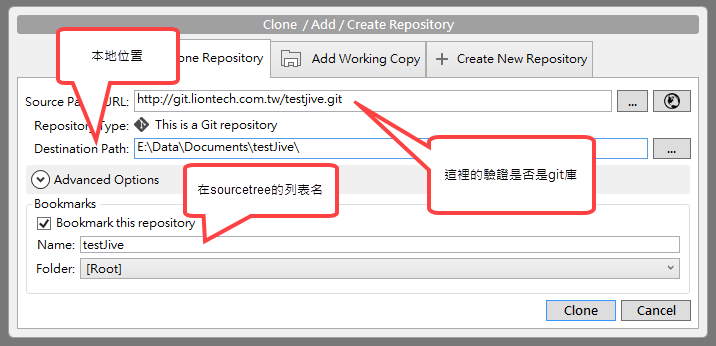 Clone / Add / Create Repository
本地位置
one Repository
Add Working Copy
Create New Repository
Source Pa
URL:
http://git.liontech.com.tw/testjive.git
...
Repository Type:
This is a Git repository
Destination Path:
E:\Data\Documents\testJive\
...
這裡的驗證是否是git庫
Advanced Options
在sourcetree的列表名
Bookmarks
Bookmark this repository
Name:
testJive
Folder:
[Root]
Clone
Cancel